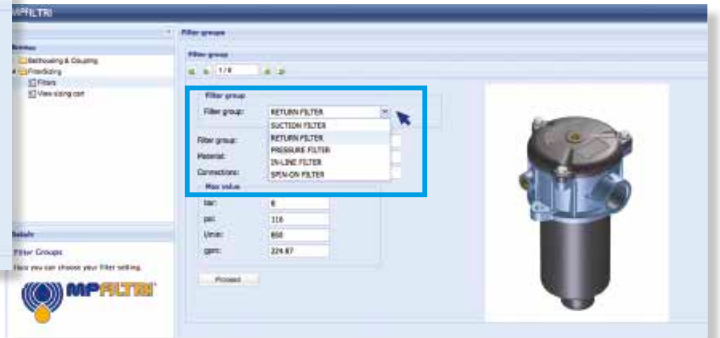 MPFILTRI
Bellhousing & Coupling
FilterSizing
Filters
View sizing cart
Details
Filter Groups
Here you can choose your filter setting.
MPFILTRI
Filter groups
Filter group
1 / 8
Filter group
Filter group:
RETURN FILTER
SUCTION FILTER
RETURN FILTER
PRESSURE FILTER
IN-LINE FILTER
SPIN-ON FILTER
Filter group:
Material:
Connections:
Max value
bar:
psi:
116
l/min:
gpm:
224.87
Proceed